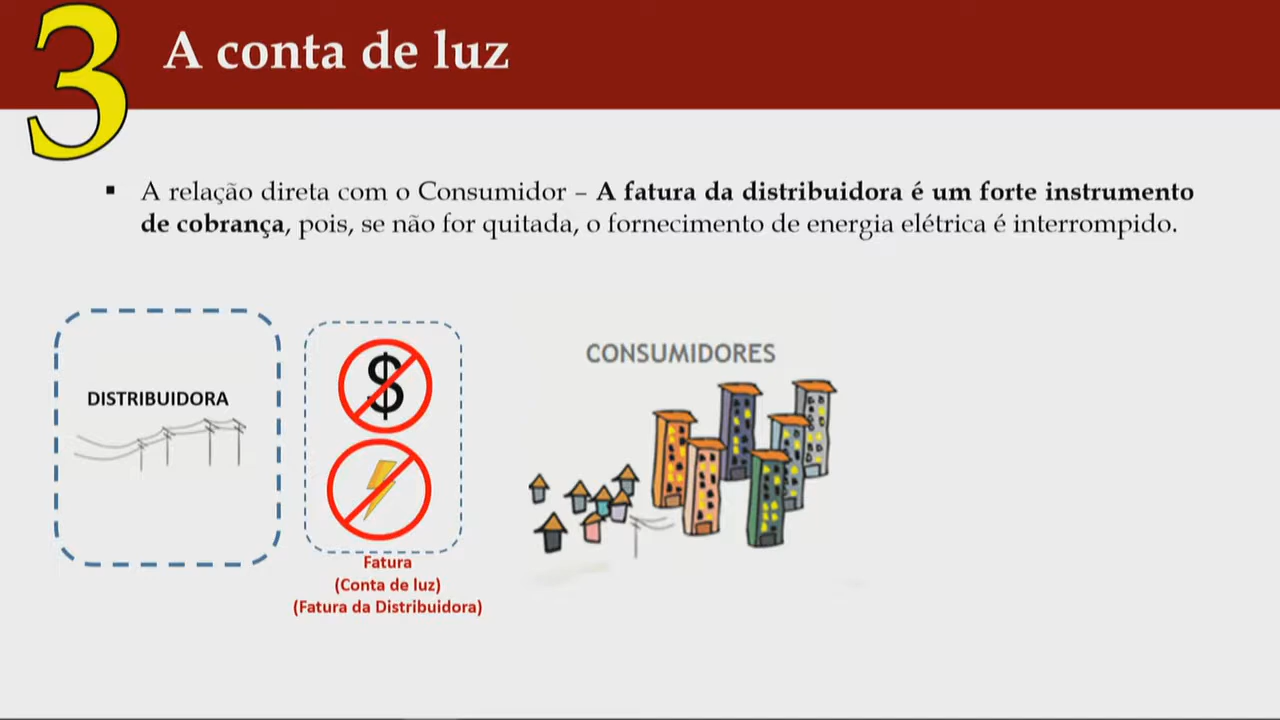 3
A conta de luz
▪ A relação direta com o Consumidor – A fatura da distribuidora é um forte instrumento
de cobrança, pois, se não for quitada, o fornecimento de energia elétrica é interrompido.
DISTRIBUIDORA
$
Fatura
(Conta de luz)
(Fatura da Distribuidora)
CONSUMIDORES